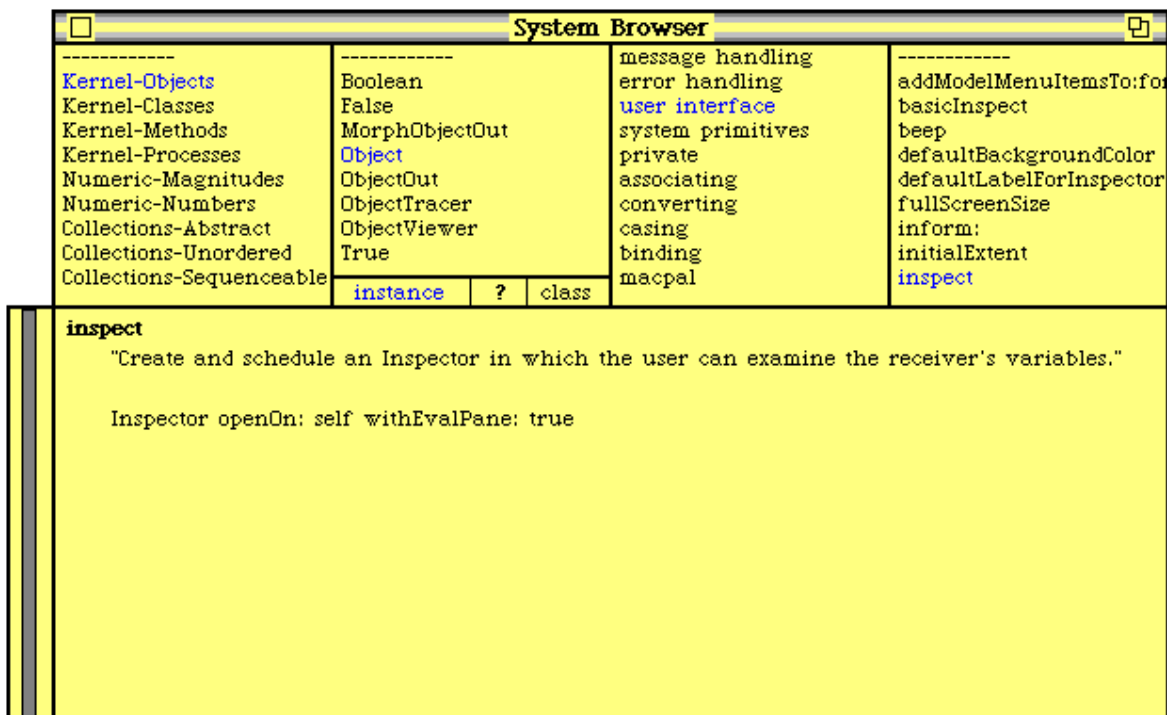 System Browser
------------
Kernel-Objects
Kernel-Classes
Kernel-Methods
Kernel-Processes
Numeric-Magnitudes
Numeric-Numbers
Collections-Abstract
Collections-Unordered
Collections-Sequenceable
------------
Boolean
False
MorphObjectOut
Object
ObjectOut
ObjectTracer
ObjectViewer
True
instance ? class
message handling
error handling
user interface
system primitives
private
associating
converting
casing
binding
macpal
------------
addModelMenuItemsTo:for
basicInspect
beep
defaultBackgroundColor
defaultLabelForInspector
fullScreenSize
inform:
initialExtent
inspect
inspect
"Create and schedule an Inspector in which the user can examine the receiver's variables."
Inspector openOn: self withEvalPane: true